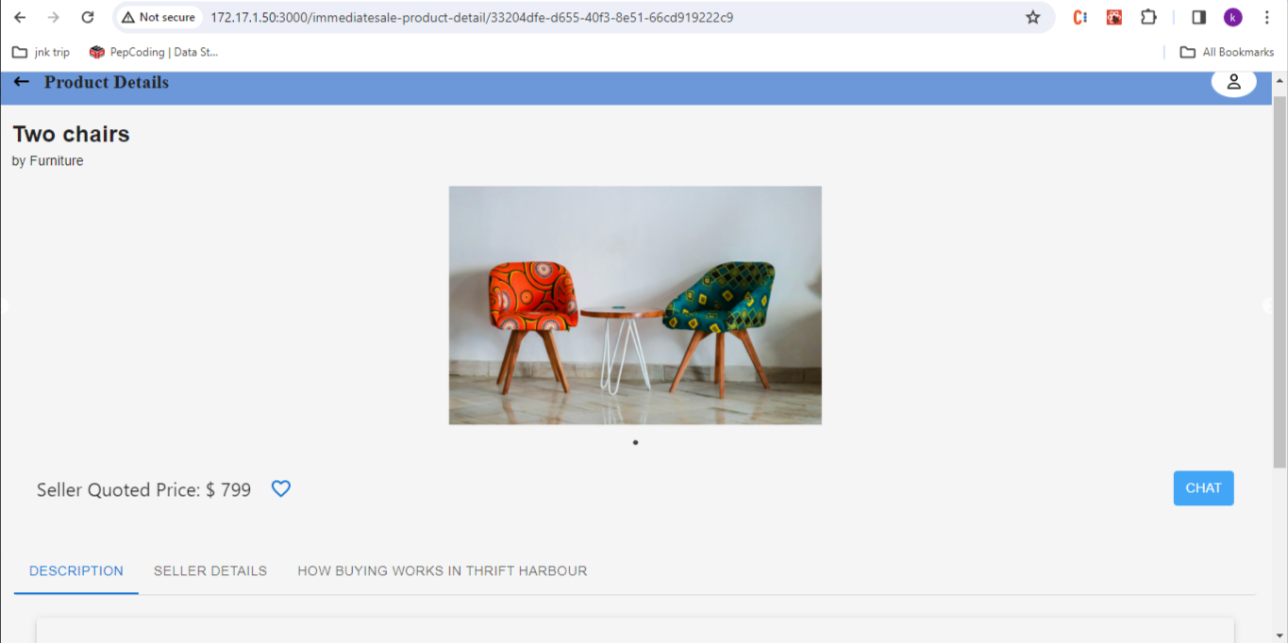 Not secure
172.17.1.50:3000/immediatesale-product-detail/33204dfe-d655-40f3-8e51-66cd919222c9
C
k
jnk trip
PepCoding | Data St...
All Bookmarks
Product Details
Two chairs
by Furniture
Seller Quoted Price: $ 799
CHAT
DESCRIPTION
SELLER DETAILS
HOW BUYING WORKS IN THRIFT HARBOUR